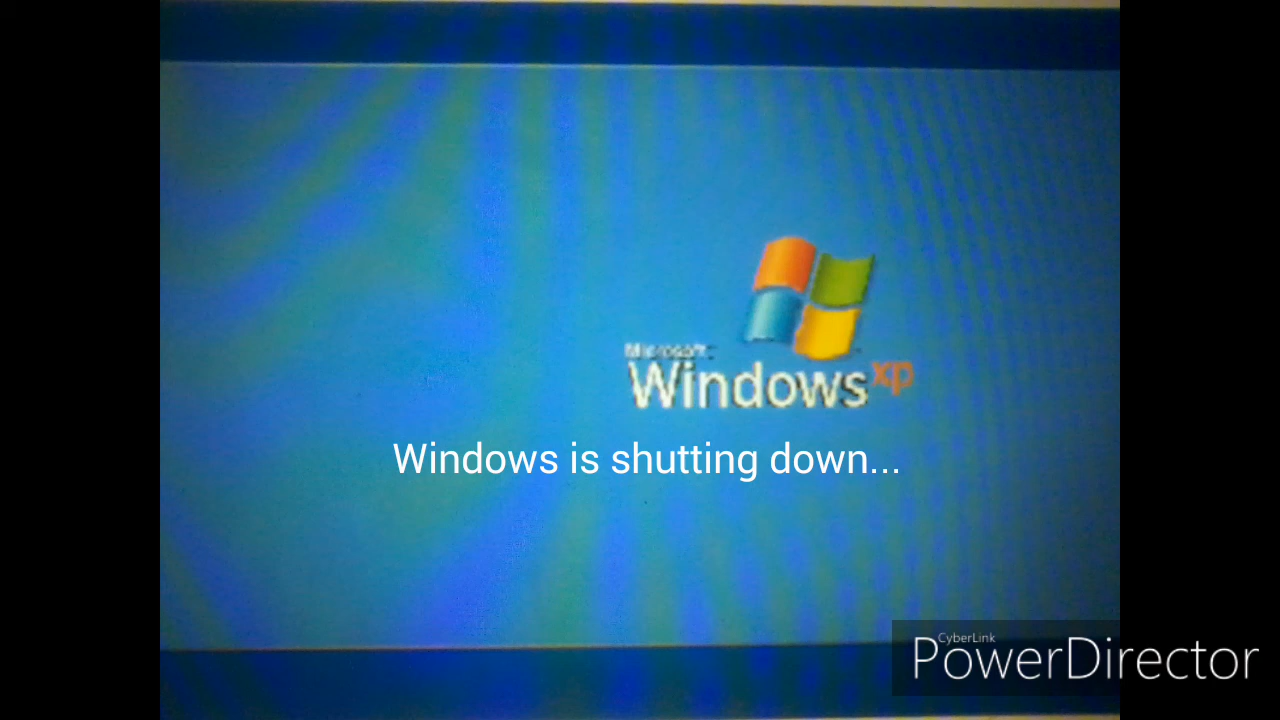 Microsoft
Windows xp
Windows is shutting down...
CyberLink
PowerDirector